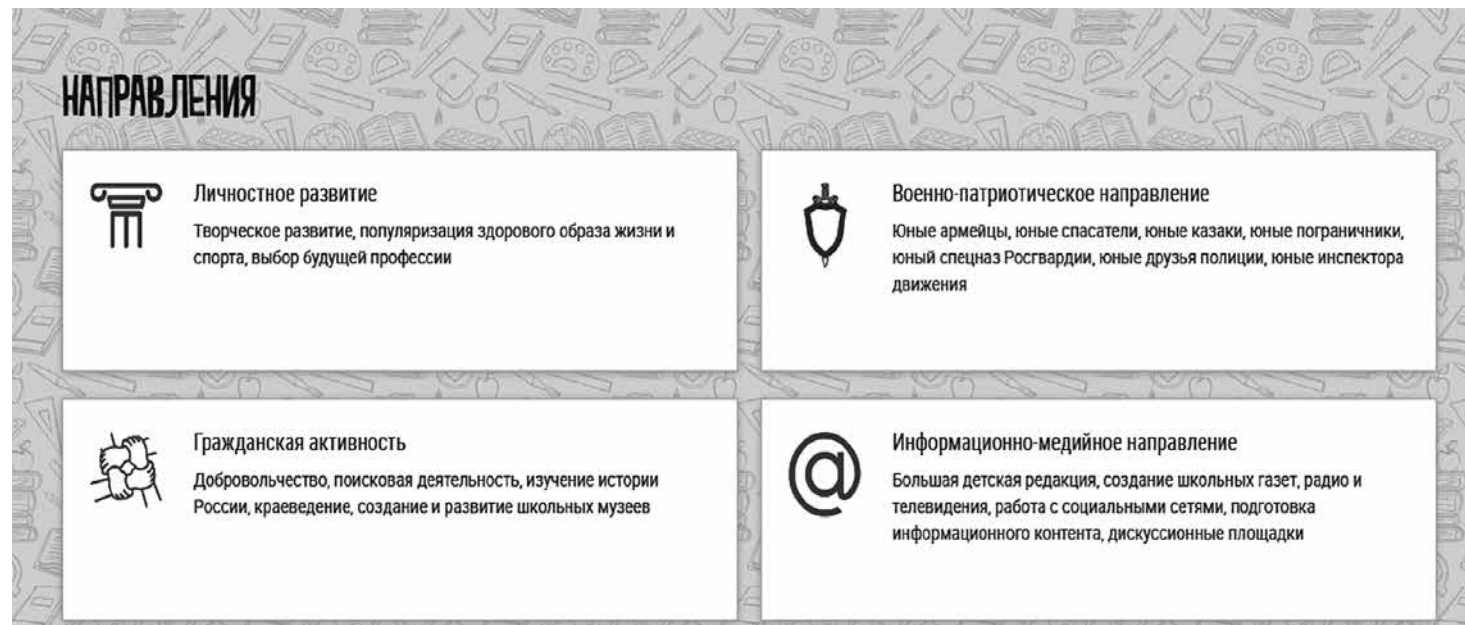 НАПРАВЛЕНИЯ
Личностное развитие
Творческое развитие, популяризация здорового образа жизни и
спорта, выбор будущей профессии
Военно-патриотическое направление
Юные армейцы, юные спасатели, юные казаки, юные пограничники,
юный спецназ Росгвардии, юные друзья полиции, юные инспектора
движения
Гражданская активность
Добровольчество, поисковая деятельность, изучение истории
России, краеведение, создание и развитие школьных музеев
Информационно-медийное направление
Большая детская редакция, создание школьных газет, радио и
телевидения, работа с социальными сетями, подготовка
информационного контента, дискуссионные площадки